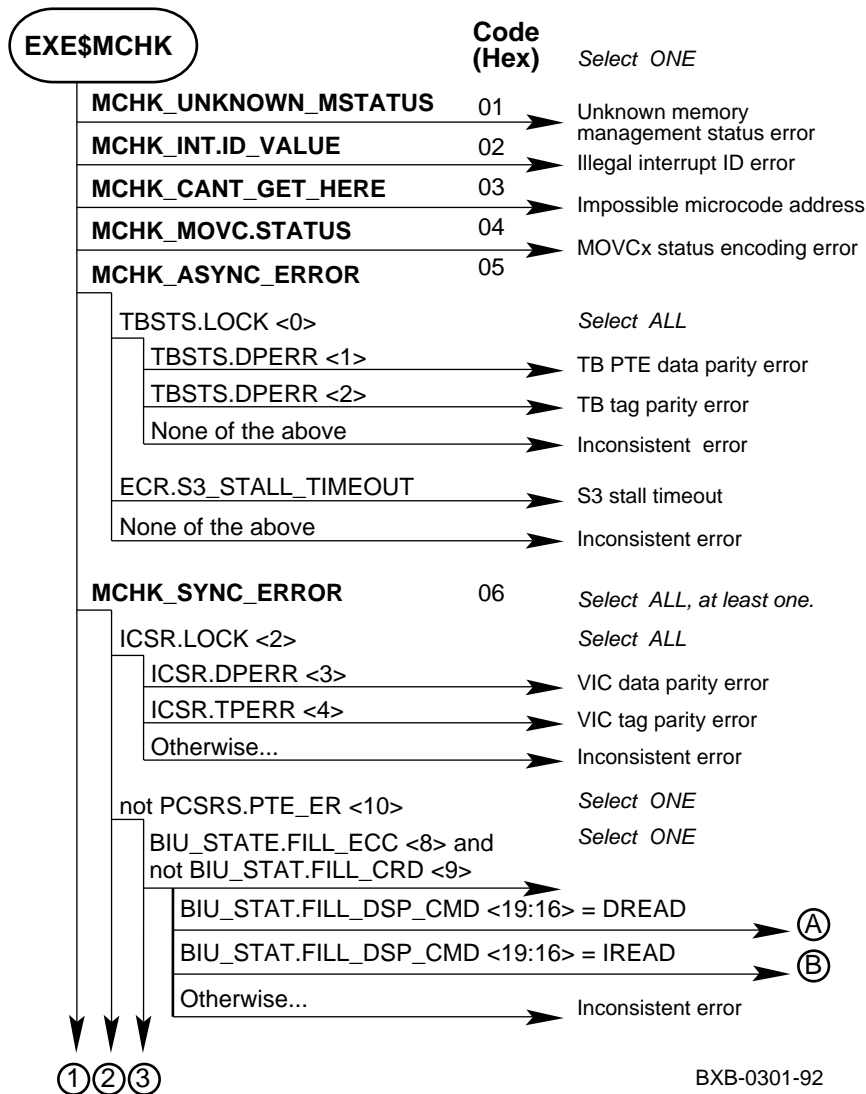 EXE$MCHK
Code
(Hex)
Select ONE
MCHK_UNKNOWN_MSTATUS 01
Unknown memory
management status error
MCHK_INT.ID_VALUE 02
Illegal interrupt ID error
MCHK_CANT_GET_HERE 03
Impossible microcode address
MCHK_MOVC.STATUS 04
MOVCx status encoding error
MCHK_ASYNC_ERROR 05
TBSTS.LOCK <0> Select ALL
TBSTS.DPERR <1> TB PTE data parity error
TBSTS.DPERR <2> TB tag parity error
None of the above Inconsistent error
ECR.S3_STALL_TIMEOUT S3 stall timeout
None of the above Inconsistent error
MCHK_SYNC_ERROR 06 Select ALL, at least one.
ICSR.LOCK <2> Select ALL
ICSR.DPERR <3> VIC data parity error
ICSR.TPERR <4> VIC tag parity error
Otherwise... Inconsistent error
not PCSRS.PTE_ER <10> Select ONE
BIU_STATE.FILL_ECC <8> and Select ONE
not BIU_STAT.FILL_CRD <9>
BIU_STAT.FILL_DSP_CMD <19:16> = DREAD A
BIU_STAT.FILL_DSP_CMD <19:16> = IREAD B
Otherwise... Inconsistent error
1 2 3
BXB-0301-92